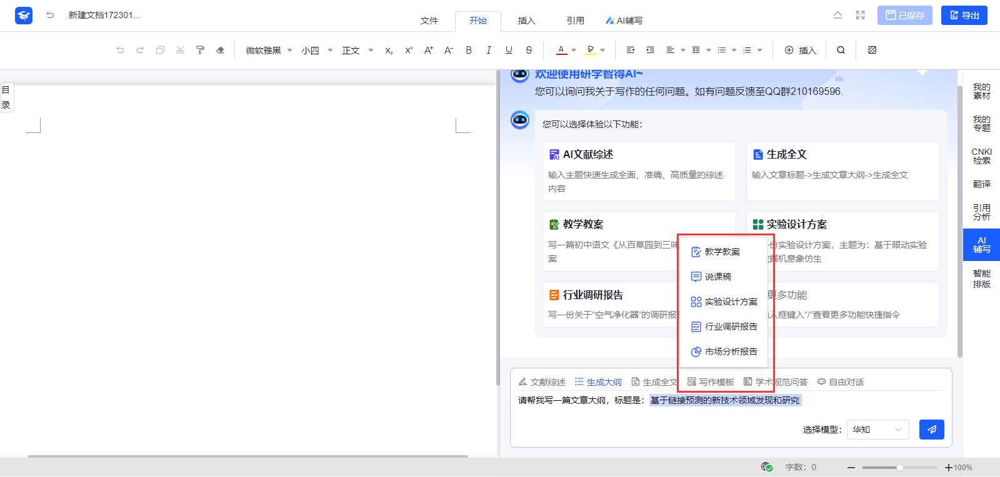 新建文档172301...
文件
开始
插入
引用
AI辅写
已保存
导出
微软雅黑
小四
正文
X₂
X²
A⁺
A⁻
B
I
U
S
A
插入
目
录
欢迎使用研学智得AI~
您可以询问我关于写作的任何问题。如有问题反馈至QQ群210169596.
您可以选择体验以下功能：
AI文献综述
输入主题快速生成全面、准确、高质量的综述
内容
生成全文
输入文章标题->生成文章大纲->生成全文
教学教案
写一篇初中语文《从百草园到三味
案
实验设计方案
份实验设计方案，主题为：基于眼动实验
掘机意象仿生
行业调研报告
写一份关于“空气净化器”的调研报
更多功能
入框键入“/”查看更多功能快捷指令
教学教案
说课稿
实验设计方案
行业调研报告
市场分析报告
文献综述
生成大纲
生成全文
写作模板
学术规范问答
自由对话
请帮我写一篇文章大纲，标题是： 基于链接预测的新技术领域发现和研究
选择模型：
华知
我的
素材
我的
专题
CNKI
检索
翻译
引用
分析
AI
辅写
智能
排版
字数：0
100%